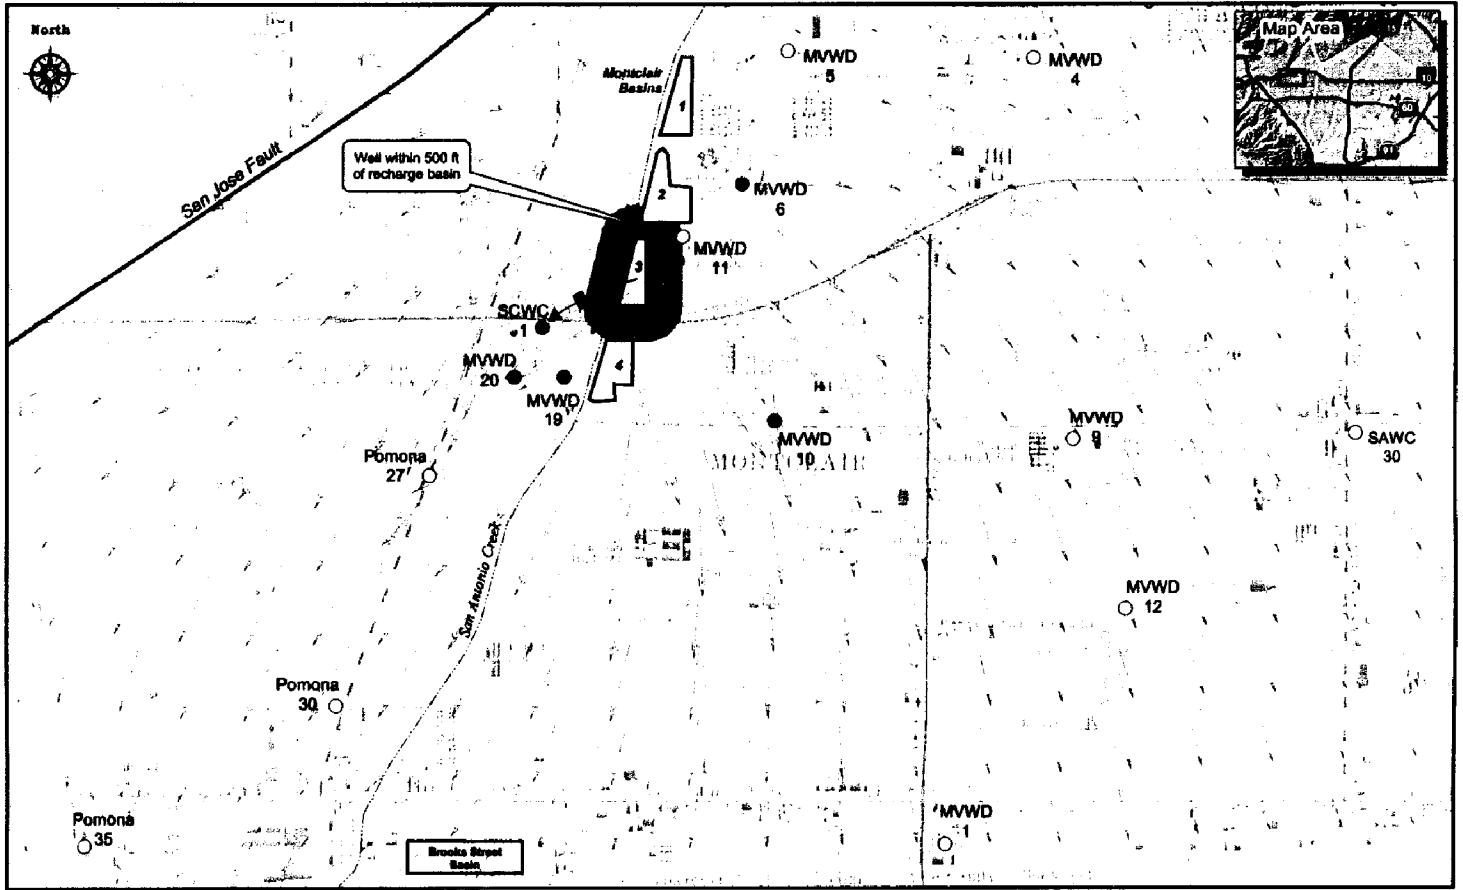 North
Map Area
Montclair
Basins
MVWD
5
MVWD
4
1
San Jose Fault
Well within 500 ft
of recharge basin
2
MVWD
6
MVWD
11
3
SCWC
1
MVWD
20
4
MVWD
19
MVWD
10
MVWD
9
SAWC
30
MONTCLAIR
Pomona
27
San Antonio Creek
MVWD
12
Pomona
30
Pomona
35
MVWD
1
Brooks Street
Basin